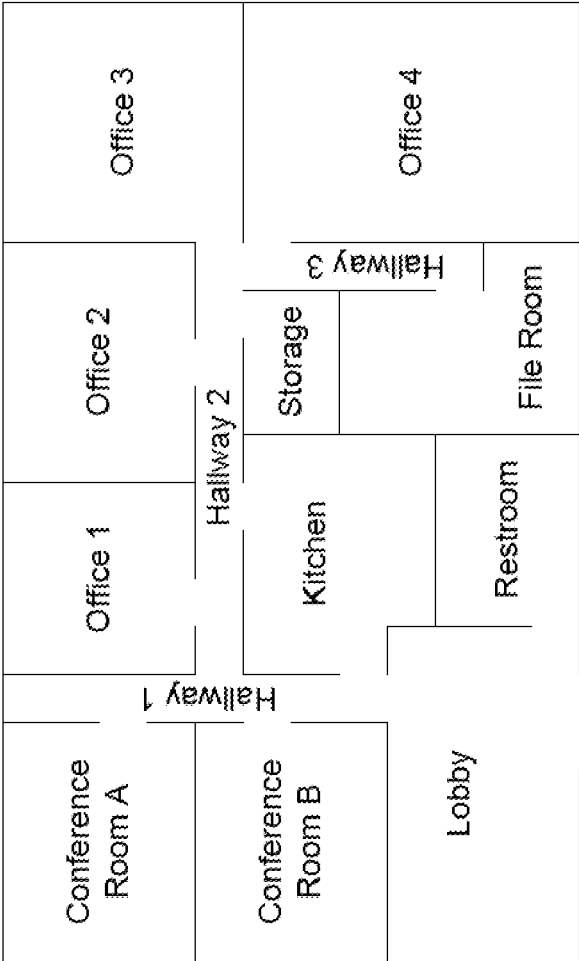 Conference
Room A
Hallway 1
Office 1
Office 2
Office 3
Conference
Room B
Hallway 2
Kitchen
Storage
Hallway 3
Office 4
Lobby
Restroom
File Room